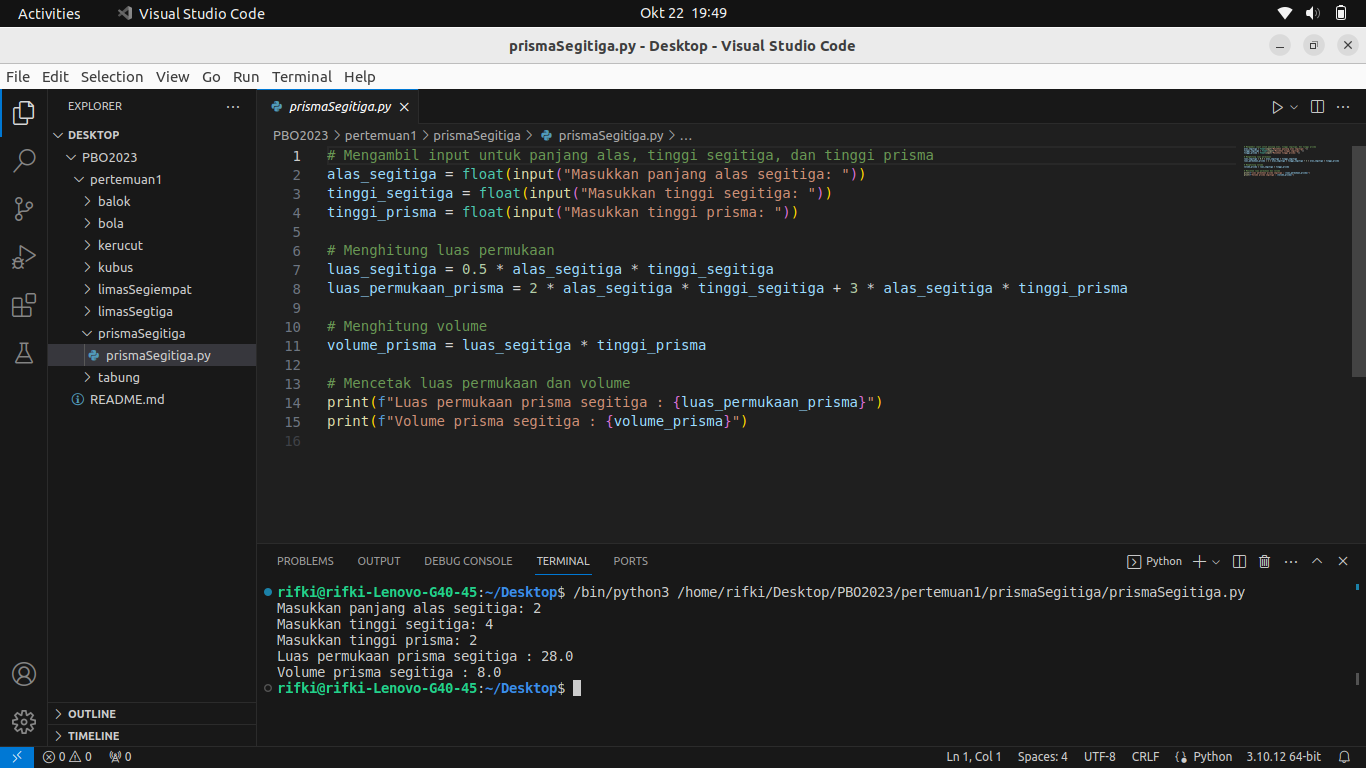 Activities Visual Studio Code Okt 22 19:49
prismaSegitiga.py - Desktop - Visual Studio Code
File Edit Selection View Go Run Terminal Help
EXPLORER
DESKTOP
PBO2023
pertemuan1
balok
bola
kerucut
kubus
limasSegiempat
limasSegtiga
prismaSegitiga
prismaSegitiga.py
tabung
README.md
OUTLINE
TIMELINE
prismaSegitiga.py
PBO2023 > pertemuan1 > prismaSegitiga > prismaSegitiga.py > ...
1 # Mengambil input untuk panjang alas, tinggi segitiga, dan tinggi prisma
2 alas_segitiga = float(input("Masukkan panjang alas segitiga: "))
3 tinggi_segitiga = float(input("Masukkan tinggi segitiga: "))
4 tinggi_prisma = float(input("Masukkan tinggi prisma: "))
5
6 # Menghitung luas permukaan
7 luas_segitiga = 0.5 * alas_segitiga * tinggi_segitiga
8 luas_permukaan_prisma = 2 * alas_segitiga * tinggi_segitiga + 3 * alas_segitiga * tinggi_prisma
9
10 # Menghitung volume
11 volume_prisma = luas_segitiga * tinggi_prisma
12
13 # Mencetak luas permukaan dan volume
14 print(f"Luas permukaan prisma segitiga : {luas_permukaan_prisma}")
15 print(f"Volume prisma segitiga : {volume_prisma}")
16
PROBLEMS OUTPUT DEBUG CONSOLE TERMINAL PORTS Python
rifki@rifki-Lenovo-G40-45:~/Desktop$ /bin/python3 /home/rifki/Desktop/PBO2023/pertemuan1/prismaSegitiga/prismaSegitiga.py
Masukkan panjang alas segitiga: 2
Masukkan tinggi segitiga: 4
Masukkan tinggi prisma: 2
Luas permukaan prisma segitiga : 28.0
Volume prisma segitiga : 8.0
rifki@rifki-Lenovo-G40-45:~/Desktop$
0 0 0 Ln 1, Col 1 Spaces: 4 UTF-8 CRLF Python 3.10.12 64-bit